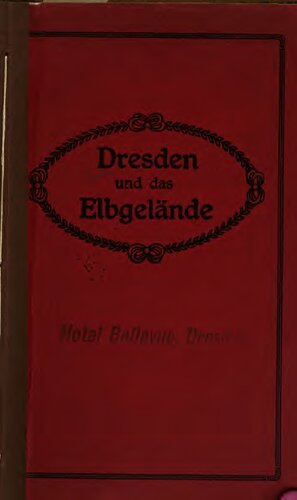 Dresden
und das
Elbgelände
Hotel Bellevue, Dresden